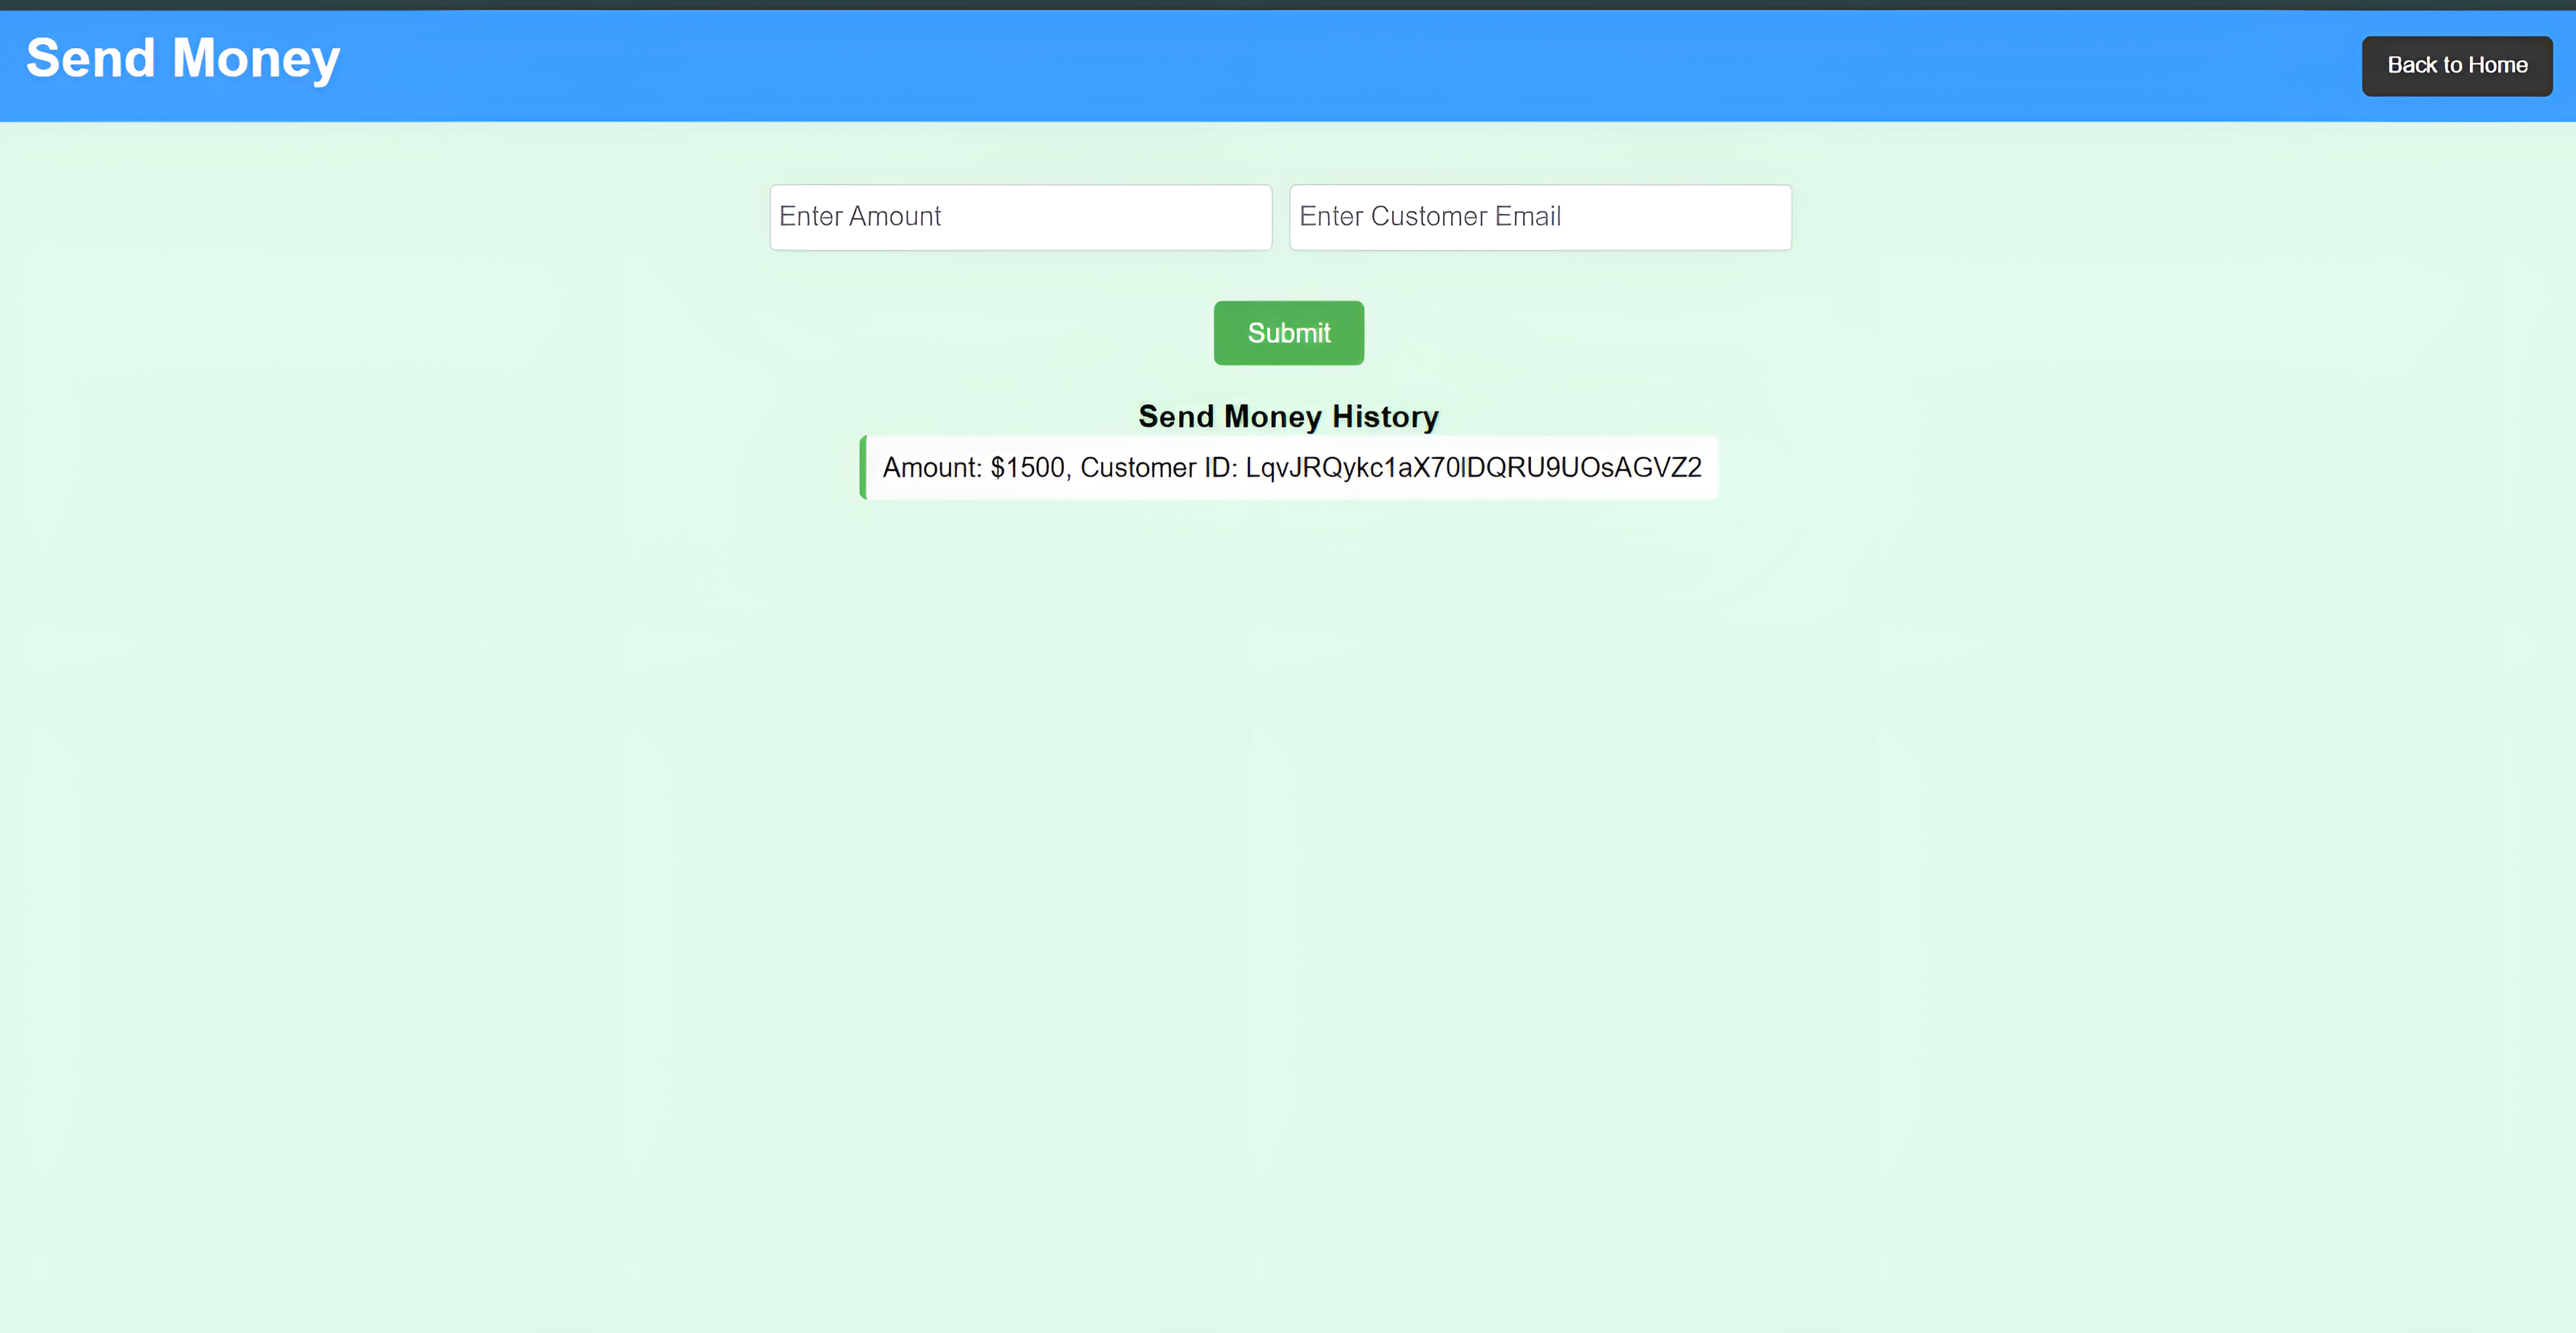 Send Money
Back to Home
Enter Amount
Enter Customer Email
Submit
Send Money History
Amount: $1500, Customer ID: LqvJRQykc1aX70lDQRU9UOsAGVZ2